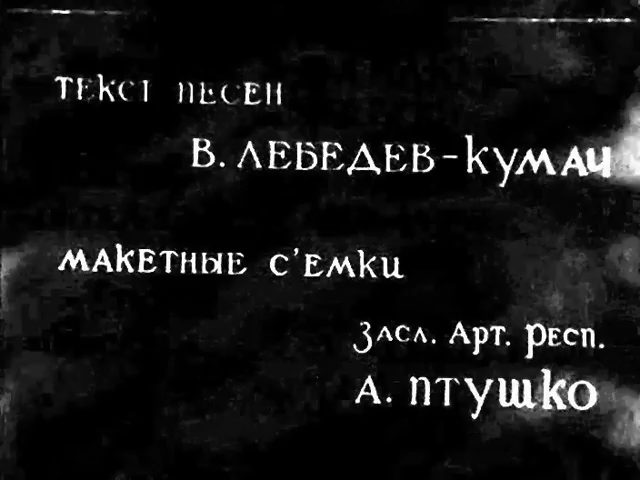 ТЕКСТ ПЕСЕН
В. ЛЕБЕДЕВ-КУМАЧ
МАКЕТНЫЕ С'ЕМКИ
ЗАСЛ. АРТ. РЕСП.
А. ПТУШКО